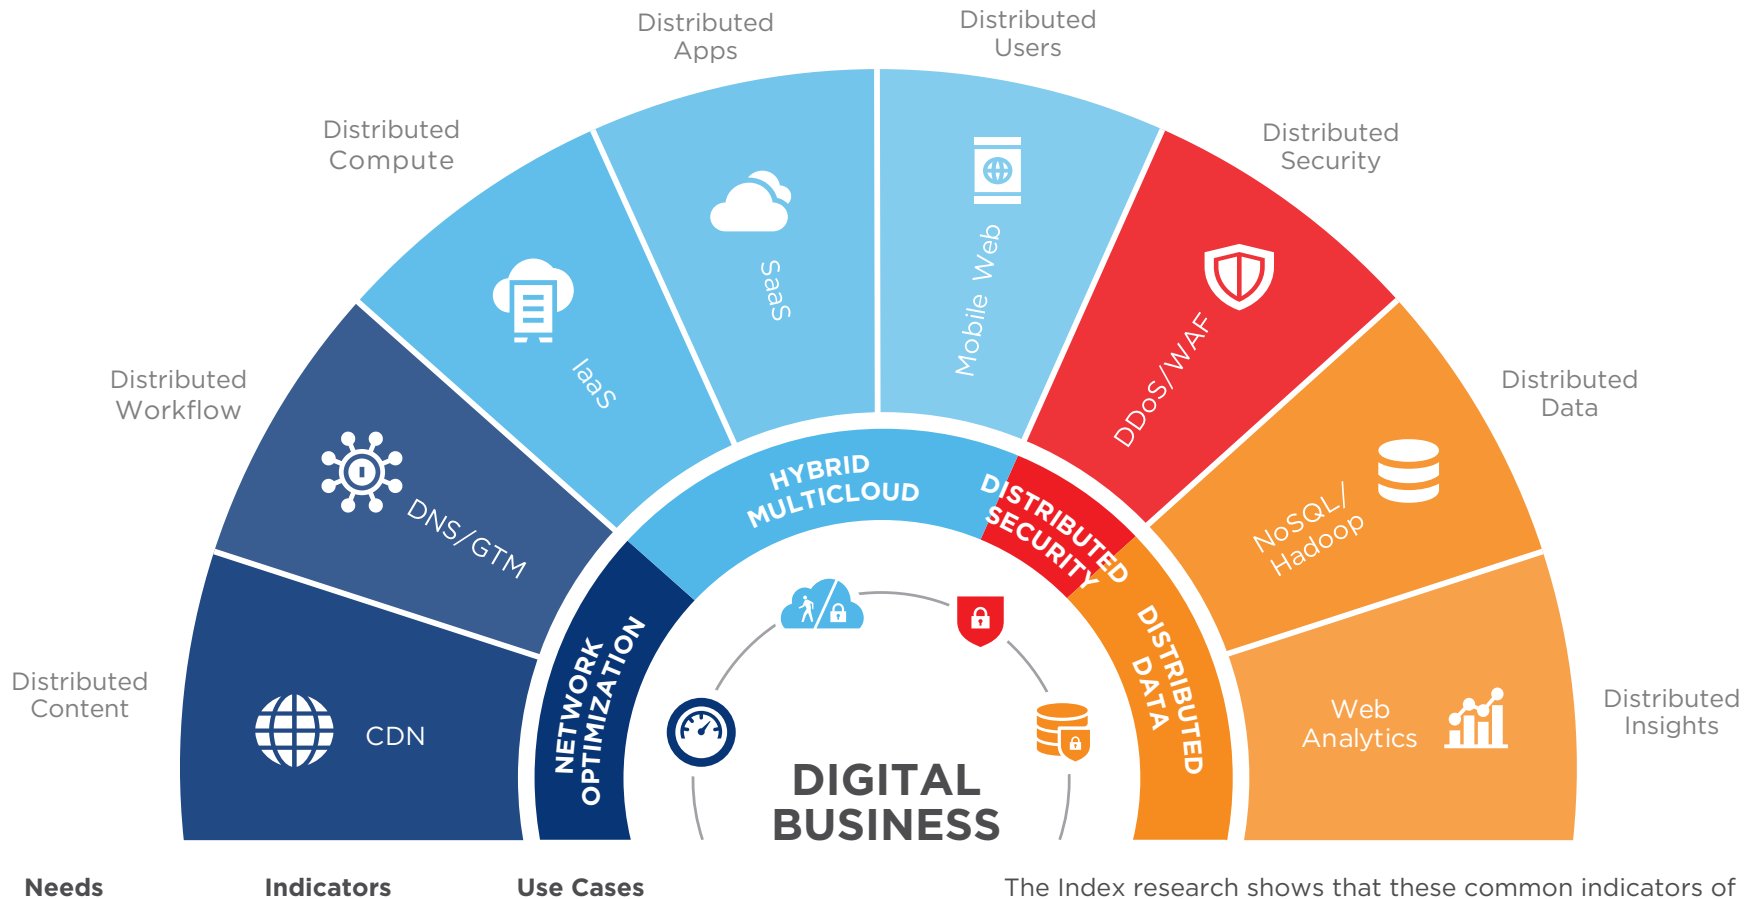 Distributed
Apps
Distributed
Users
Distributed
Compute
Distributed
Security
Distributed
Workflow
Distributed
Data
Distributed
Content
Distributed
Insights
CDN
DNS/GTM
IaaS
SaaS
Mobile Web
DDoS/WAF
NoSQL/
Hadoop
Web
Analytics
NETWORK
OPTIMIZATION
HYBRID
MULTICLOUD
DISTRIBUTED
SECURITY
DISTRIBUTED
DATA
DIGITAL
BUSINESS
Needs
Indicators
Use Cases
The Index research shows that these common indicators of